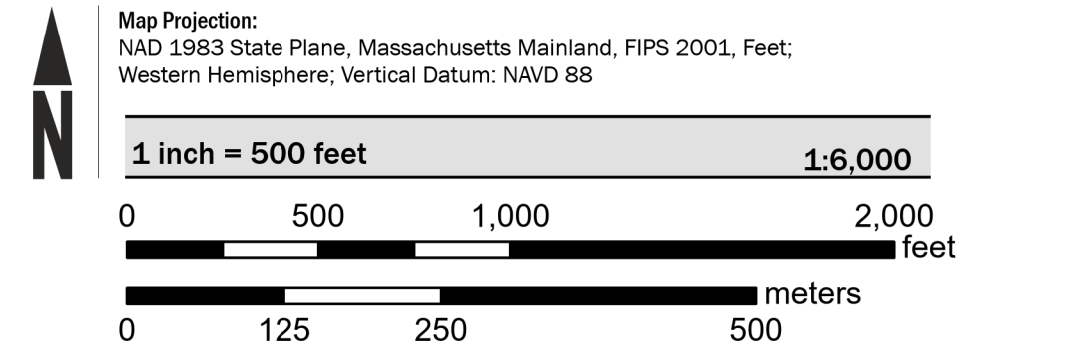 N
Map Projection:
NAD 1983 State Plane, Massachusetts Mainland, FIPS 2001, Feet;
Western Hemisphere; Vertical Datum: NAVD 88
1 inch = 500 feet 1:6,000
0 500 1,000 2,000
feet
meters
0 125 250 500